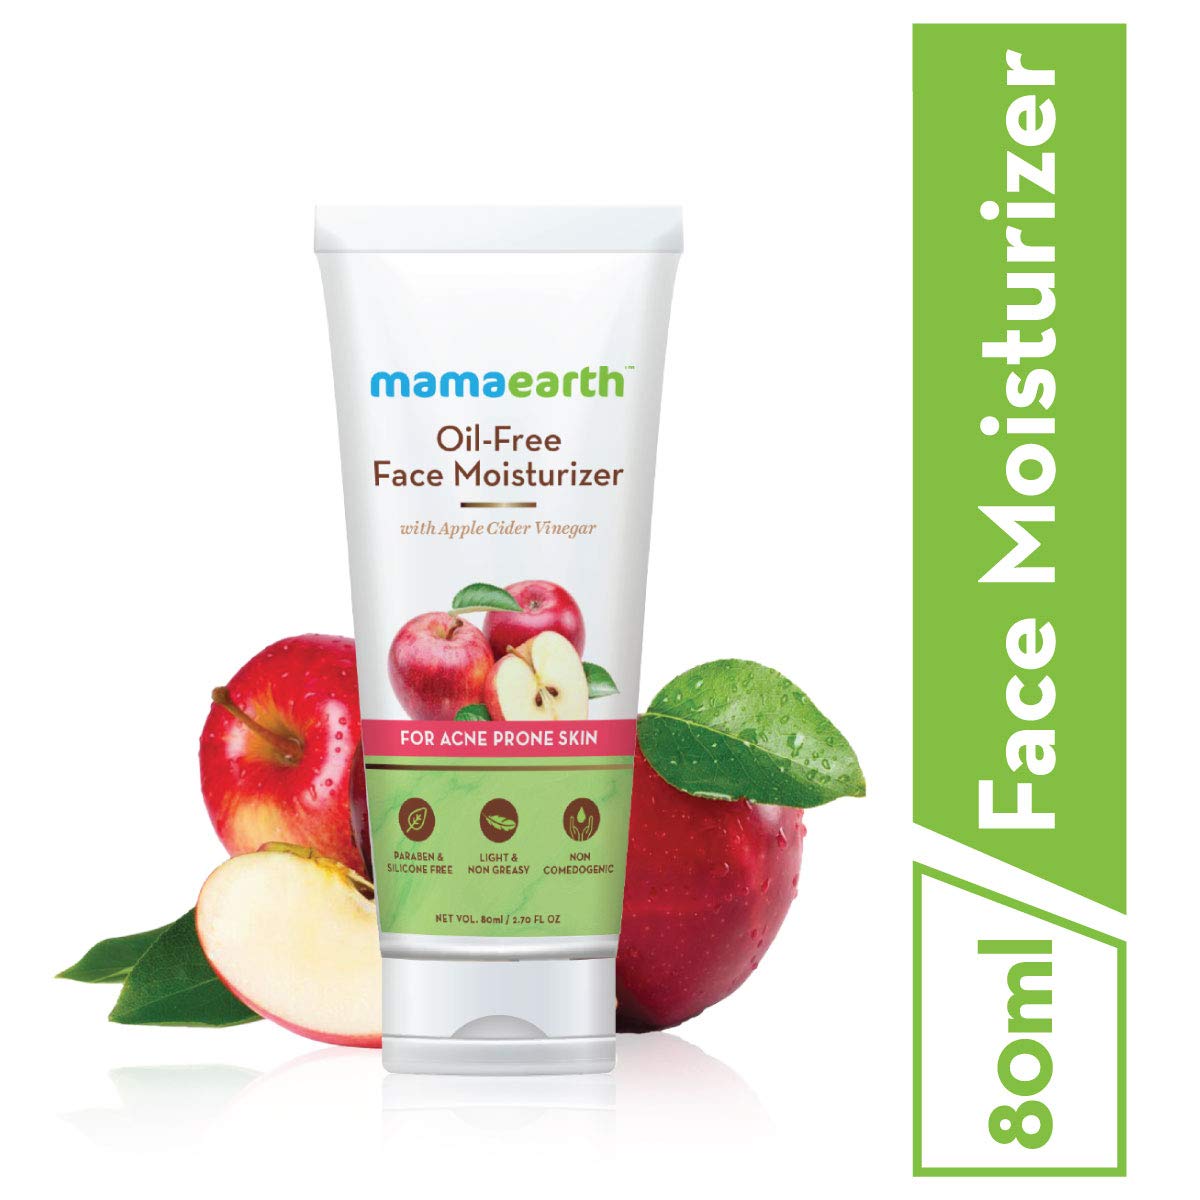 mamaearth™
Oil-Free
Face Moisturizer
with Apple Cider Vinegar
FOR ACNE PRONE SKIN
PARABEN &
SILICONE FREE
LIGHT &
NON GREASY
NON
COMEDOGENIC
NET VOL. 80ml / 2.70 FL OZ
80ml
Face Moisturizer